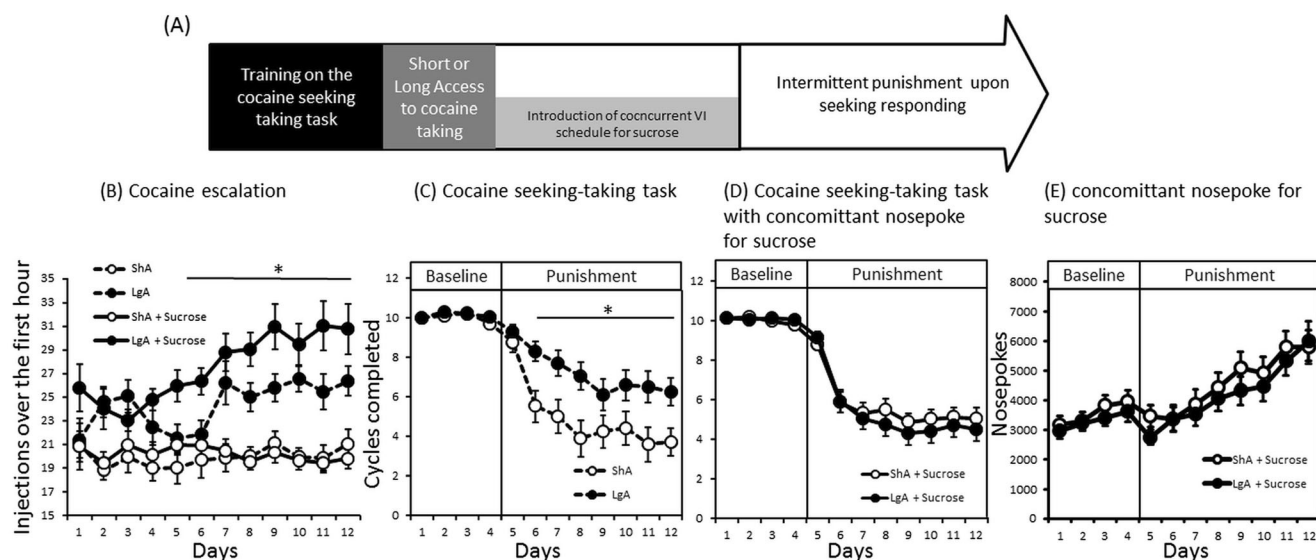 (A)
Training on the
cocaine seeking
taking task
Short or
Long Access
to cocaine
taking
Introduction of cocncurrent VI
schedule for sucrose
Intermittent punishment upon
seeking responding
(B) Cocaine escalation
Injections over the first hour
35
33
31
29
27
25
23
21
19
17
15
*
ShA
LgA
ShA + Sucrose
LgA + Sucrose
1 2 3 4 5 6 7 8 9 10 11 12
Days
(C) Cocaine seeking-taking task
Cycles completed
Baseline
Punishment
12
10
8
6
4
2
0
*
ShA
LgA
1 2 3 4 5 6 7 8 9 10 11 12
Days
(D) Cocaine seeking-taking task
with concomittant nosepoke
for sucrose
Baseline
Punishment
12
10
8
6
4
2
0
ShA + Sucrose
LgA + Sucrose
1 2 3 4 5 6 7 8 9 10 11 12
Days
(E) concomittant nosepoke for
sucrose
Nosepokes
Baseline
Punishment
8000
7000
6000
5000
4000
3000
2000
1000
0
ShA + Sucrose
LgA + Sucrose
1 2 3 4 5 6 7 8 9 10 11 12
Days